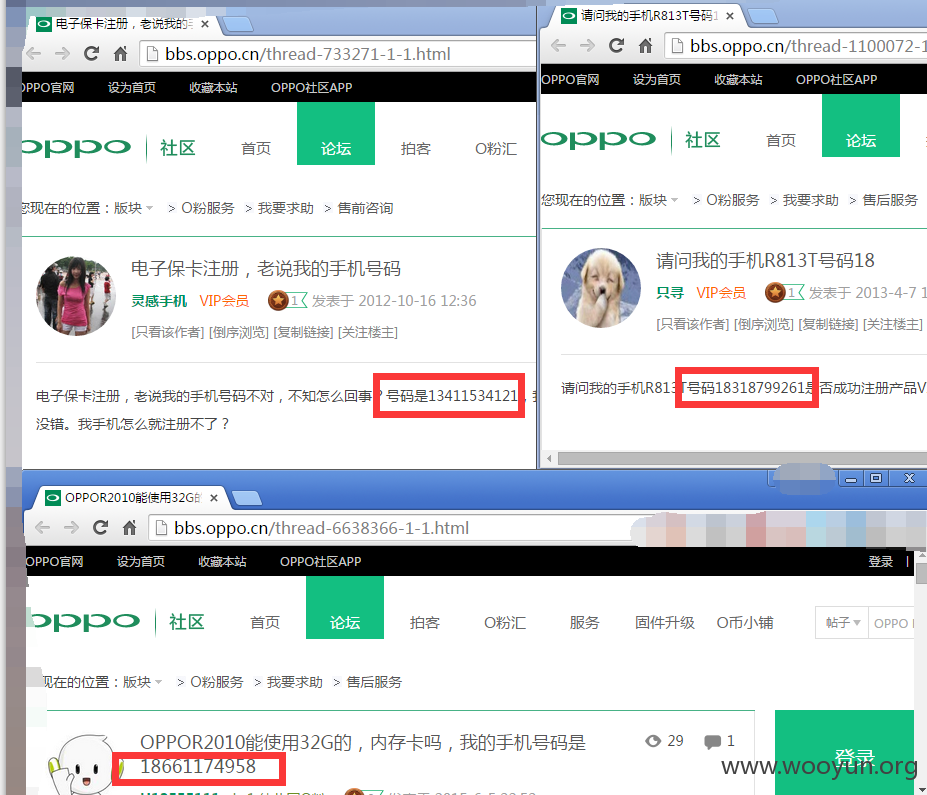 电子保卡注册，老说我的手
bbs.oppo.cn/thread-733271-1-1.html
OPPO官网 设为首页 收藏本站 OPPO社区APP
oppo 社区 首页 论坛 拍客 O粉汇
您现在的位置：版块 > O粉服务 > 我要求助 > 售前咨询
电子保卡注册，老说我的手机号码
灵感手机 VIP会员 1 发表于 2012-10-16 12:36
[只看该作者] [倒序浏览] [复制链接] [关注楼主]
电子保卡注册，老说我的手机号码不对，不知怎么回事？号码是13411534121，
没错。我手机怎么就注册不了？
请问我的手机R813T号码1
bbs.oppo.cn/thread-1100072-1
OPPO官网 设为首页 收藏本站 OPPO社区APP
oppo 社区 首页 论坛
您现在的位置：版块 > O粉服务 > 我要求助 > 售后服务
请问我的手机R813T号码18
只寻 VIP会员 1 发表于 2013-4-7 1
[只看该作者] [倒序浏览] [复制链接] [关注楼主]
请问我的手机R813T号码18318799261是否成功注册产品V
OPPOR2010能使用32G的
bbs.oppo.cn/thread-6638366-1-1.html
OPPO官网 设为首页 收藏本站 OPPO社区APP 登录
oppo 社区 首页 论坛 拍客 O粉汇 服务 固件升级 O币小铺 帖子 OPPO
现在的位置：版块 > O粉服务 > 我要求助 > 售后服务
OPPOR2010能使用32G的，内存卡吗，我的手机号码是
18661174958
29 1
登录
www.wooyun.org